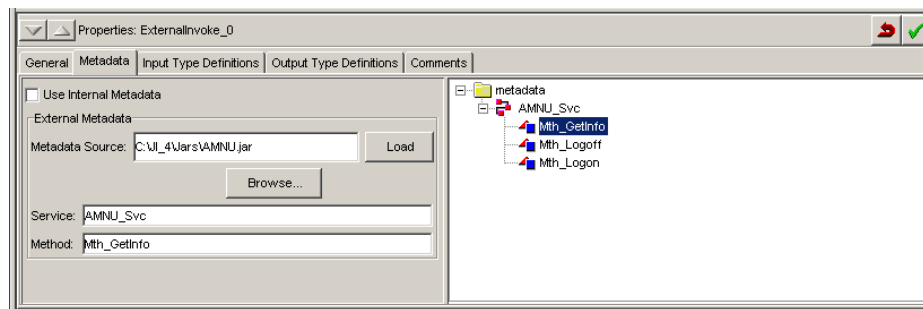 Properties: ExternalInvoke_0
General Metadata Input Type Definitions Output Type Definitions Comments
Use Internal Metadata
External Metadata
Metadata Source: C:\JI_4\Jars\AMNU.jar Load
Browse...
Service: AMNU_Svc
Method: Mth_GetInfo
metadata
AMNU_Svc
Mth_GetInfo
Mth_Logoff
Mth_Logon